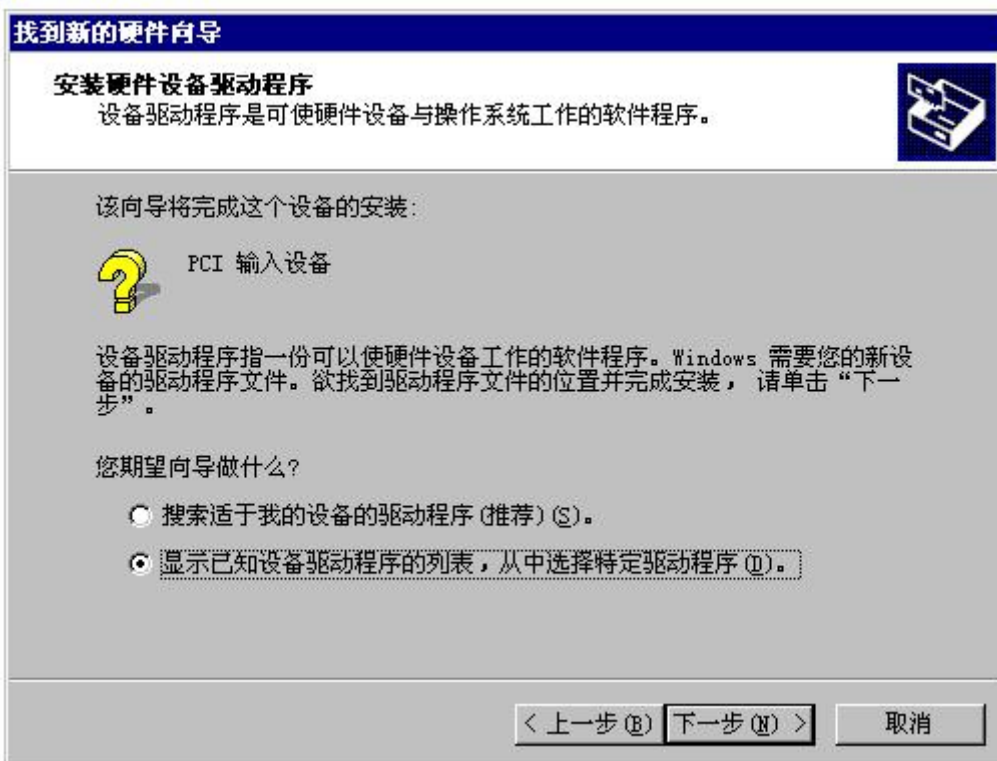 找到新的硬件向导
安装硬件设备驱动程序
设备驱动程序是可使硬件设备与操作系统工作的软件程序。
该向导将完成这个设备的安装:
PCI 输入设备
设备驱动程序指一份可以使硬件设备工作的软件程序。Windows 需要您的新设
备的驱动程序文件。欲找到驱动程序文件的位置并完成安装，请单击“下一
步”。
您期望向导做什么?
搜索适于我的设备的驱动程序(推荐)(S)。
显示已知设备驱动程序的列表，从中选择特定驱动程序(D)。
< 上一步(B) 下一步(N) > 取消